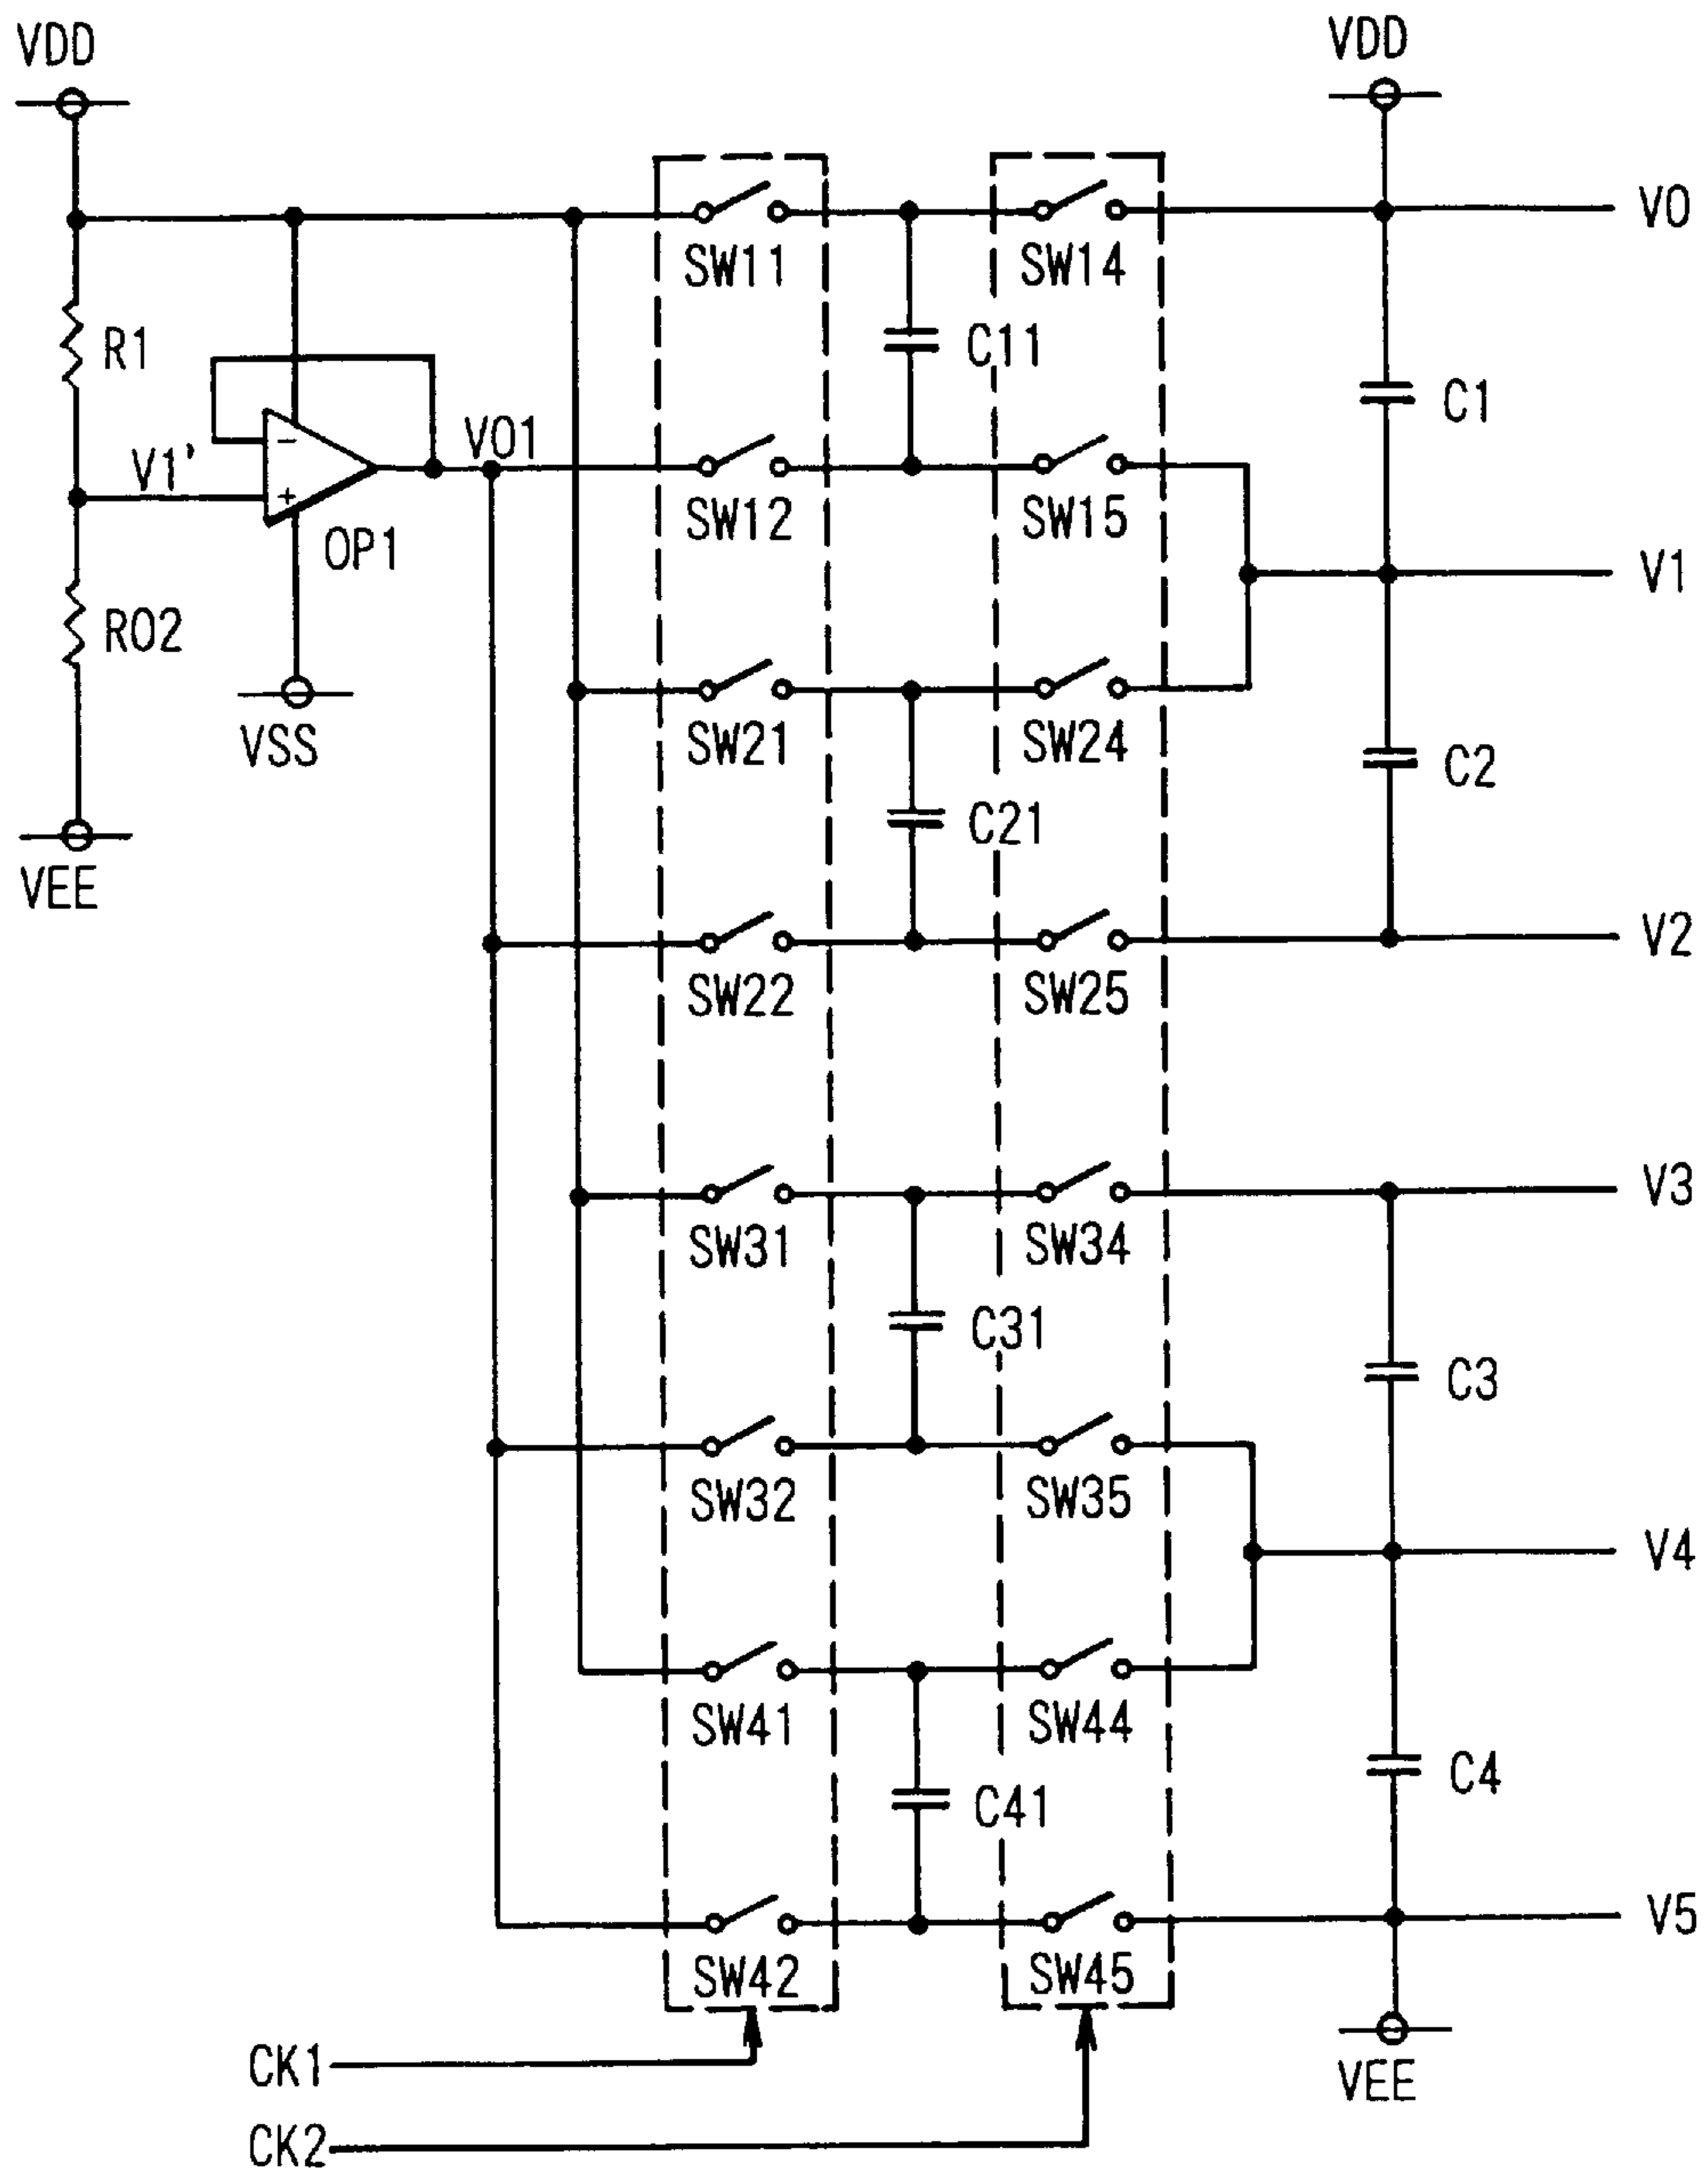 VDD
VDD
V0
SW11
SW14
R1
C11
C1
V01
V1'
-
+
SW12
SW15
OP1
V1
R02
SW21
SW24
VSS
C2
C21
VEE
V2
SW22
SW25
V3
SW31
SW34
C31
C3
SW32
SW35
V4
SW41
SW44
C4
C41
V5
SW42
SW45
CK1
VEE
CK2